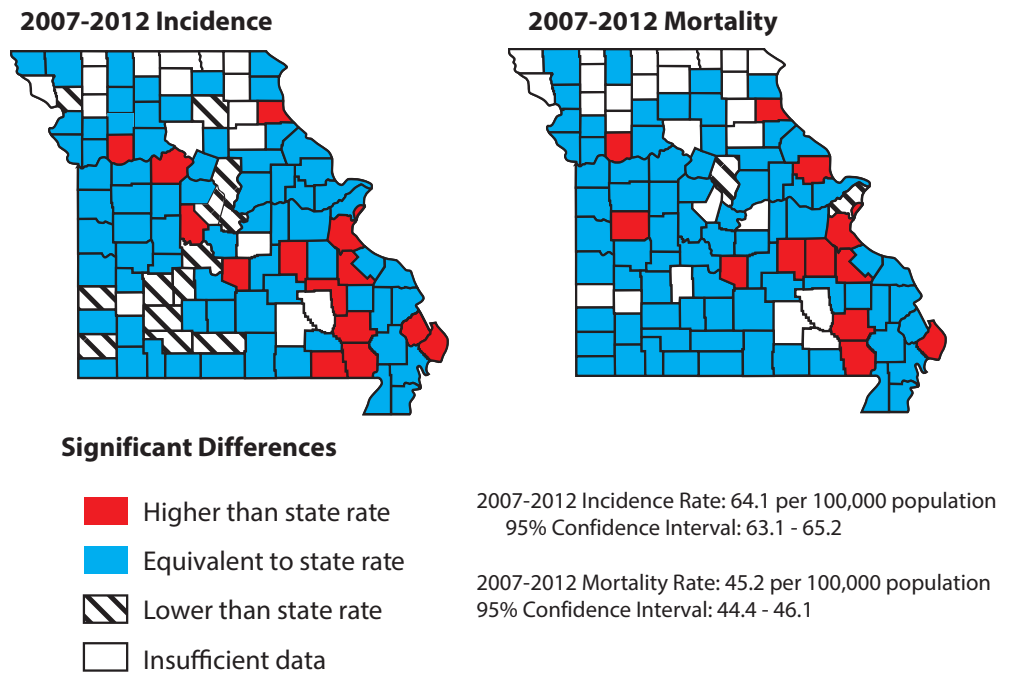 2007-2012 Incidence
2007-2012 Mortality
Significant Differences
Higher than state rate
Equivalent to state rate
Lower than state rate
Insufficient data
2007-2012 Incidence Rate: 64.1 per 100,000 population
95% Confidence Interval: 63.1 - 65.2
2007-2012 Mortality Rate: 45.2 per 100,000 population
95% Confidence Interval: 44.4 - 46.1